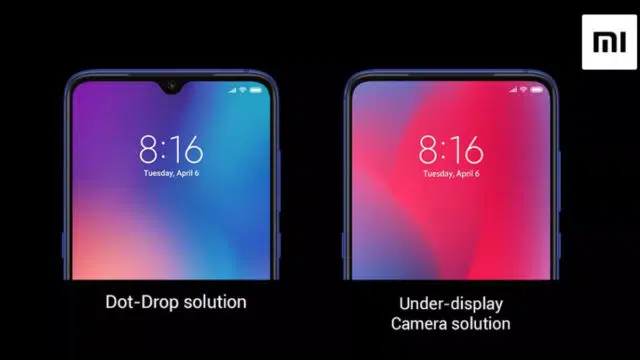 MI
8:16
Tuesday, April 6
8:16
Tuesday, April 6
Dot-Drop solution
Under-display
Camera solution